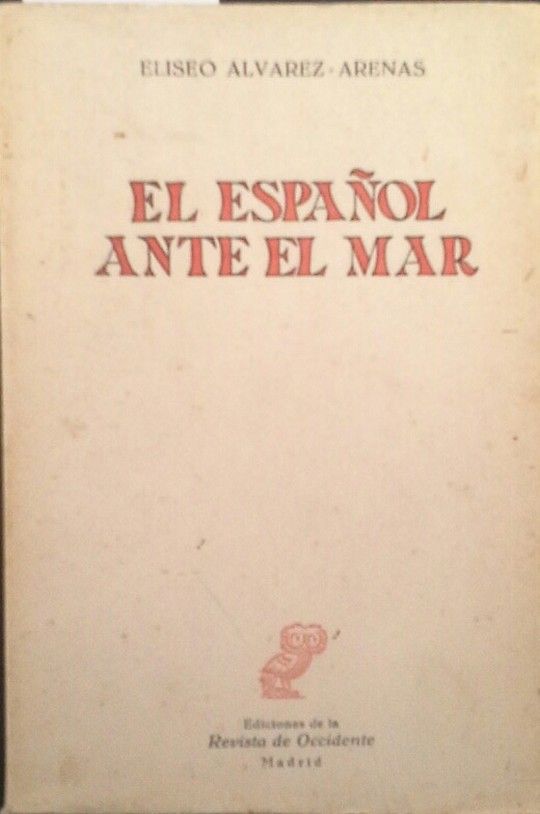 ELISEO ALVAREZ-ARENAS
EL ESPAÑOL
ANTE EL MAR
Ediciones de la
Revista de Occidente
Madrid